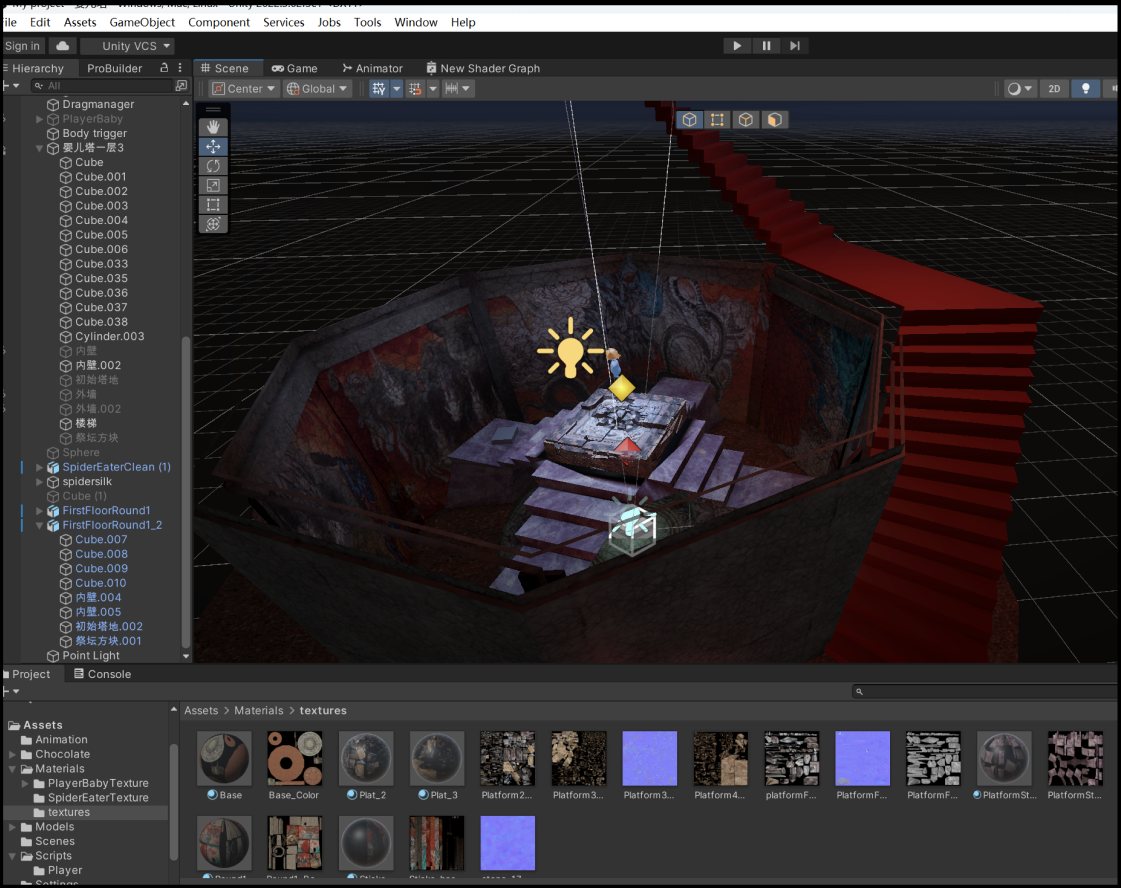 File Edit Assets GameObject Component Services Jobs Tools Window Help
Sign in Unity VCS
Hierarchy ProBuilder Scene Game Animator New Shader Graph
All Center Global 2D
Dragmanager
PlayerBaby
Body trigger
婴儿塔一层3
Cube
Cube.001
Cube.002
Cube.003
Cube.004
Cube.005
Cube.006
Cube.033
Cube.035
Cube.036
Cube.037
Cube.038
Cylinder.003
内壁
内壁.002
初始塔地
外墙
外墙.002
楼梯
祭坛方块
Sphere
SpiderEaterClean (1)
spidersilk
Cube (1)
FirstFloorRound1
FirstFloorRound1_2
Cube.007
Cube.008
Cube.009
Cube.010
内壁.004
内壁.005
初始塔地.002
祭坛方块.001
Point Light
Project Console
Assets
Animation
Chocolate
Materials
PlayerBabyTexture
SpiderEaterTexture
textures
Models
Scenes
Scripts
Player
Assets > Materials > textures
Base Base_Color Plat_2 Plat_3 Platform2... Platform3... Platform3... Platform4... platformF... PlatformF... PlatformF... PlatformSt... PlatformSt...